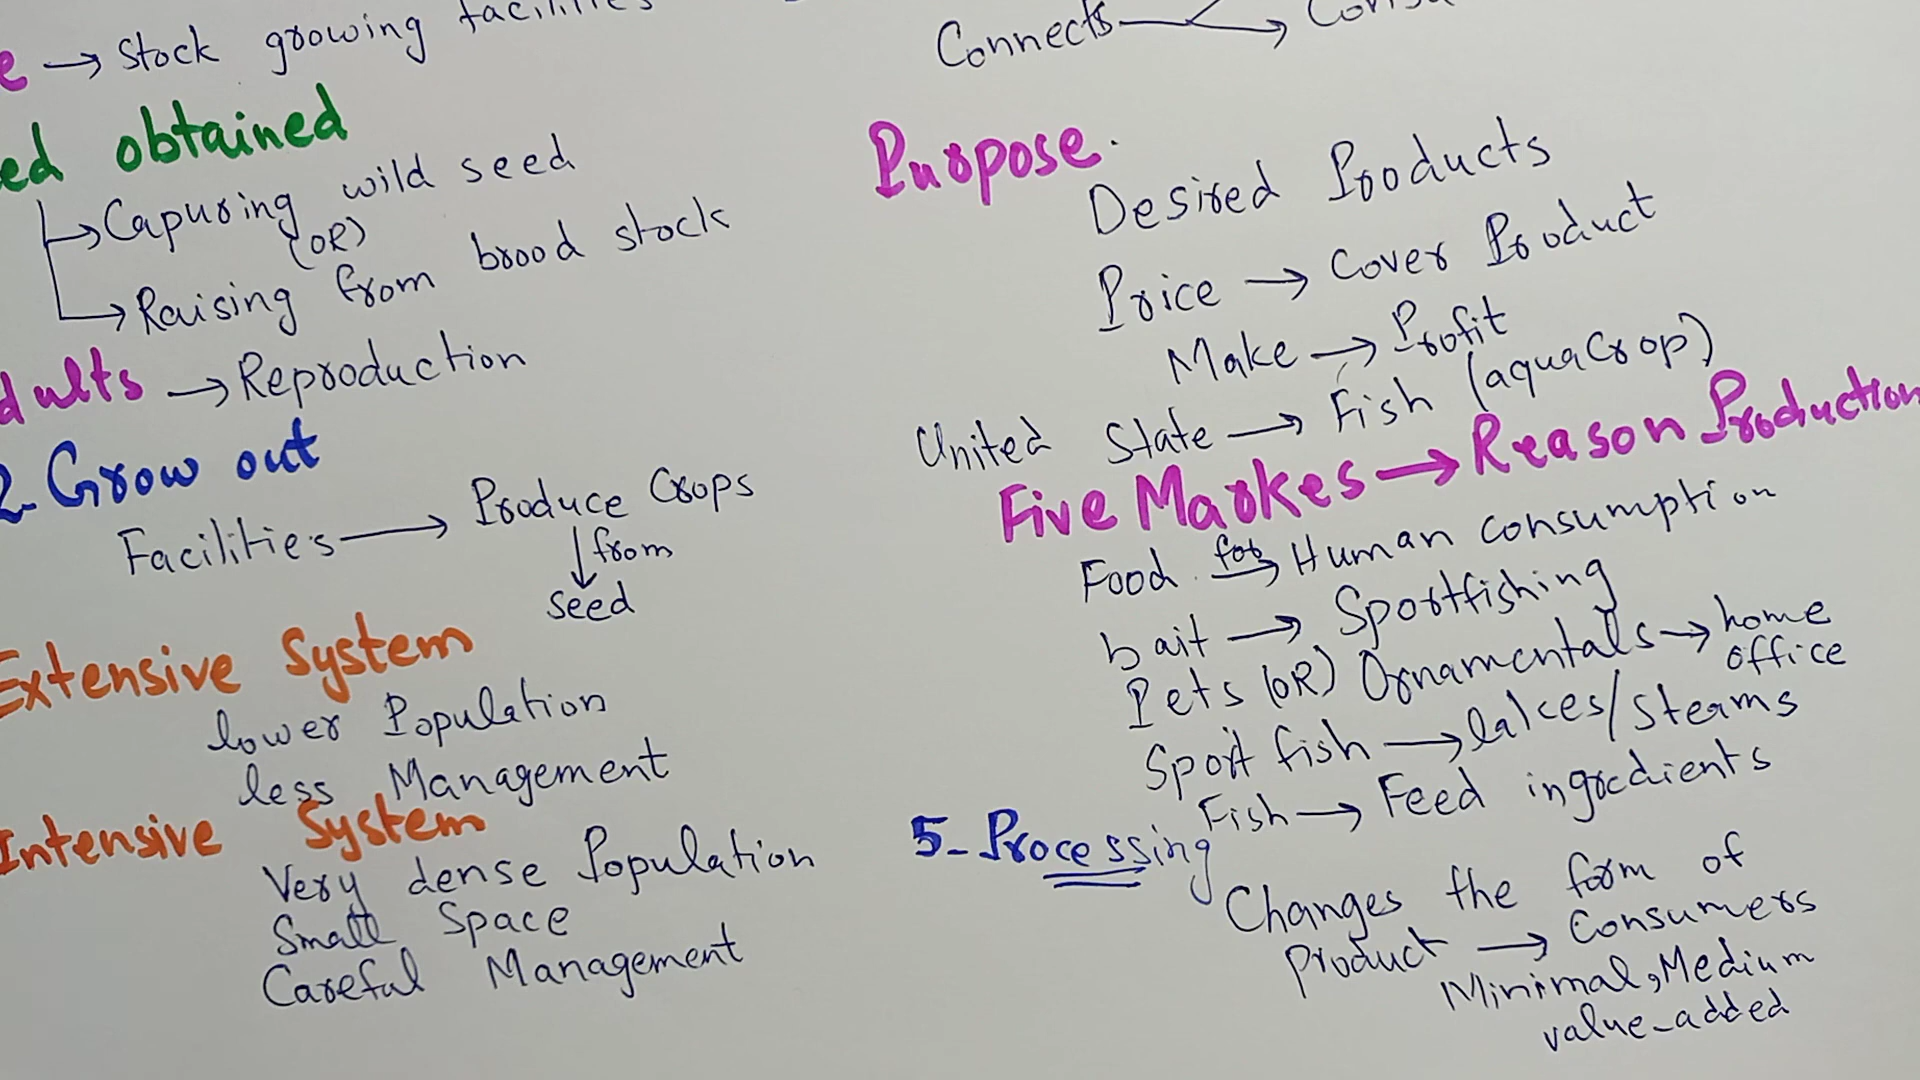 → Stock growing facilities
obtained
→ Capuring wild seed
(OR)
→ Raising from brood stock
→ Reproduction
2- Grow out
Facilities → Produce Crops
↓ from
seed
Extensive System
lower Population
less Management
Intensive System
Very dense Population
Small Space
Careful Management
Connects
Purpose.
Desired Products
Price → Cover Product
Make → Profit
United State → Fish (aquaCrop)
Five Markes → Reason Production
Food for → Human consumption
bait → Sportfishing
Pets (OR) Ornamentals → home
office
Sport fish → lakes/Steams
Fish → Feed ingredients
5- Processing
Changes the form of
Product → Consumers
Minimal, Medium
value-added